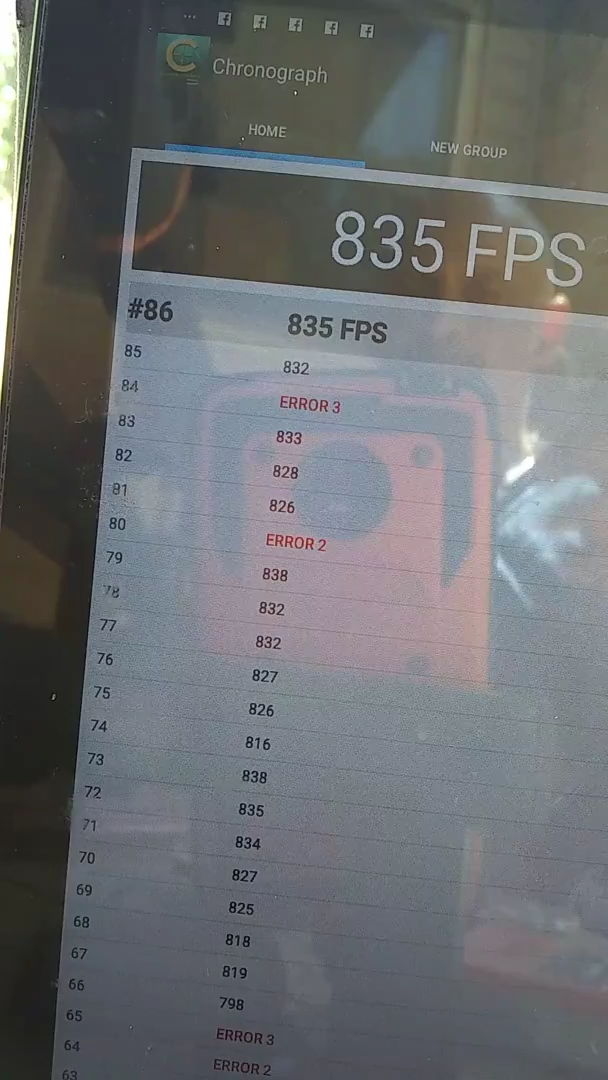 Chronograph
HOME NEW GROUP
835 FPS
#86 835 FPS
85 832
84 ERROR 3
83 833
82 828
81 826
80 ERROR 2
79 838
78 832
77 832
76 827
75 826
74 816
73 838
72 835
71 834
70 827
69 825
68 818
67 819
66 798
65 ERROR 3
64 ERROR 2
63